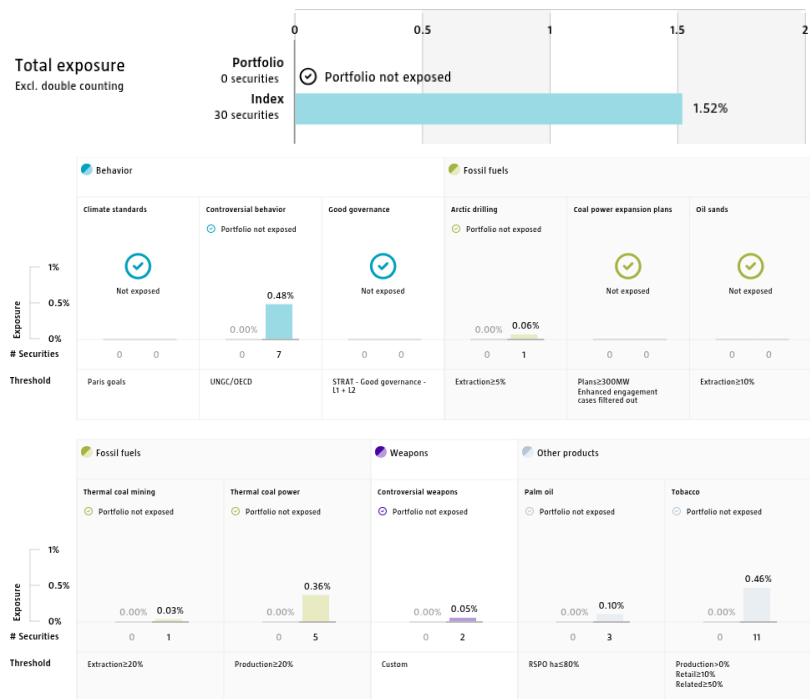 0 0.5 1 1.5 2
Total exposure
Excl. double counting
Portfolio
0 securities
Portfolio not exposed
Index
30 securities
1.52%
Behavior
Fossil fuels
Climate standards
Controversial behavior
Good governance
Arctic drilling
Coal power expansion plans
Oil sands
Portfolio not exposed
Portfolio not exposed
Not exposed
Not exposed
Not exposed
Not exposed
Exposure
1%
0.5%
0%
0.00% 0.48%
0.00% 0.06%
# Securities
0 0 0 7 0 0 0 1 0 0 0 0
Threshold
Paris goals
UNGC/OECD
STRAT - Good governance -
L1 + L2
Extraction≥5%
Plans≥300MW
Enhanced engagement
cases filtered out
Extraction≥10%
Fossil fuels
Weapons
Other products
Thermal coal mining
Thermal coal power
Controversial weapons
Palm oil
Tobacco
Portfolio not exposed
Portfolio not exposed
Portfolio not exposed
Portfolio not exposed
Portfolio not exposed
Exposure
1%
0.5%
0%
0.00% 0.03%
0.00% 0.36%
0.00% 0.05%
0.00% 0.10%
0.00% 0.46%
# Securities
0 1 0 5 0 2 0 3 0 11
Threshold
Extraction≥20%
Production≥20%
Custom
RSPO ha≤80%
Production>0%
Retail≥10%
Related≥50%